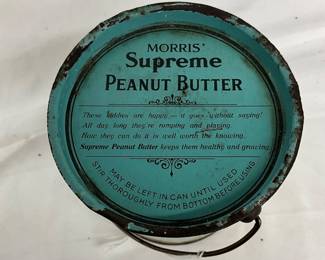 MORRIS'
Supreme
PEANUT BUTTER
These kiddies are happy — it goes without saying!
All day long they're romping and playing.
How they can do it is well worth the knowing,
Supreme Peanut Butter keeps them healthy and growing.
MAY BE LEFT IN CAN UNTIL USED
STIR THOROUGHLY FROM BOTTOM BEFORE USING